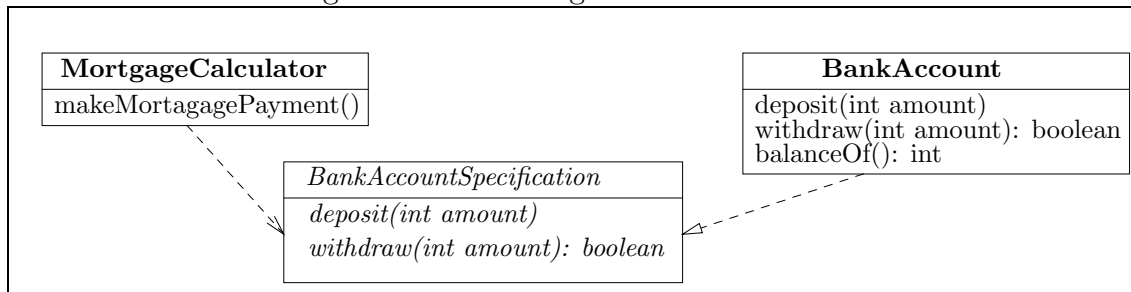 MortgageCalculator
makeMortagagePayment()
BankAccount
deposit(int amount)
withdraw(int amount): boolean
balanceOf(): int
BankAccountSpecification
deposit(int amount)
withdraw(int amount): boolean